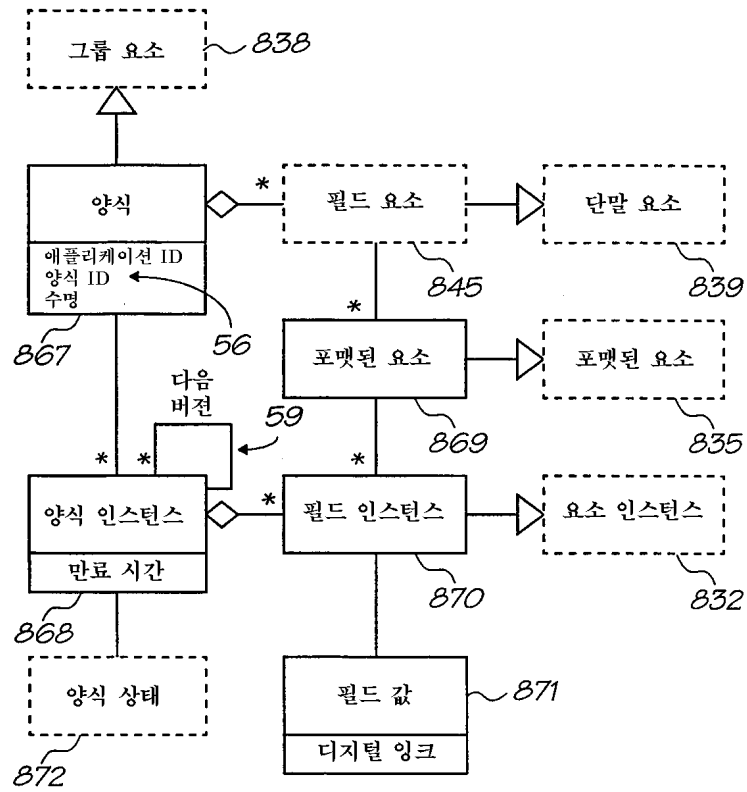 그룹 요소
838
양식
*
필드 요소
단말 요소
애플리케이션 ID
양식 ID
수명
56
867
845
839
*
포맷된 요소
포맷된 요소
869
835
다음
버젼
59
*
*
*
*
양식 인스턴스
필드 인스턴스
요소 인스턴스
만료 시간
868
870
832
양식 상태
872
필드 값
871
디지털 잉크